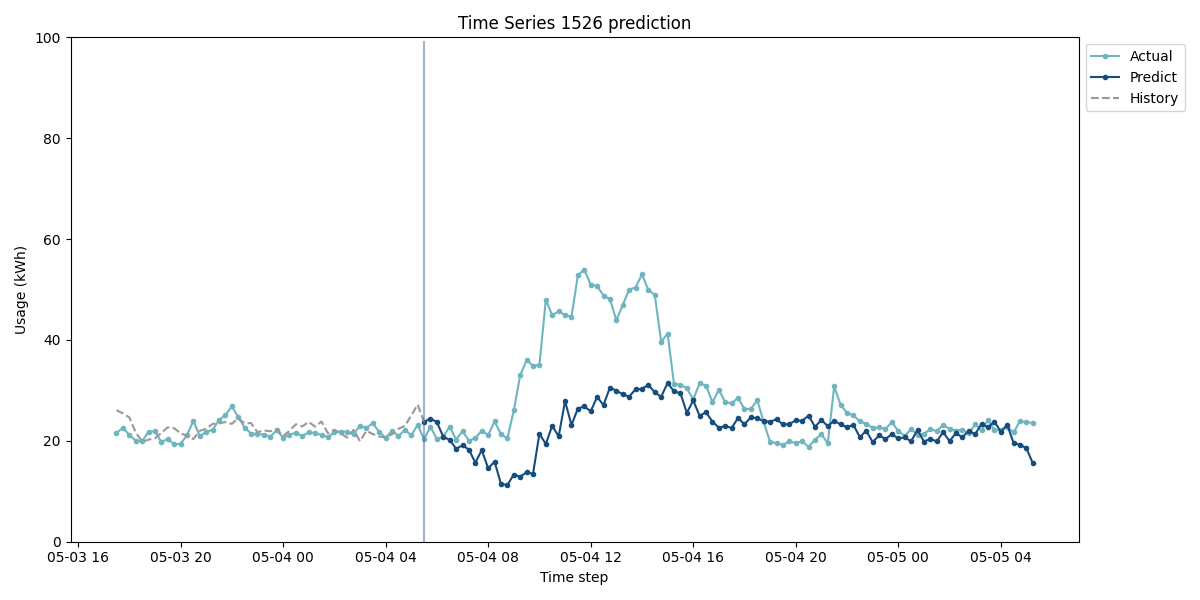 Time Series 1526 prediction
100
80
60
40
20
0
Usage (kWh)
05-03 16
05-03 20
05-04 00
05-04 04
05-04 08
05-04 12
05-04 16
05-04 20
05-05 00
05-05 04
Time step
Actual
Predict
History